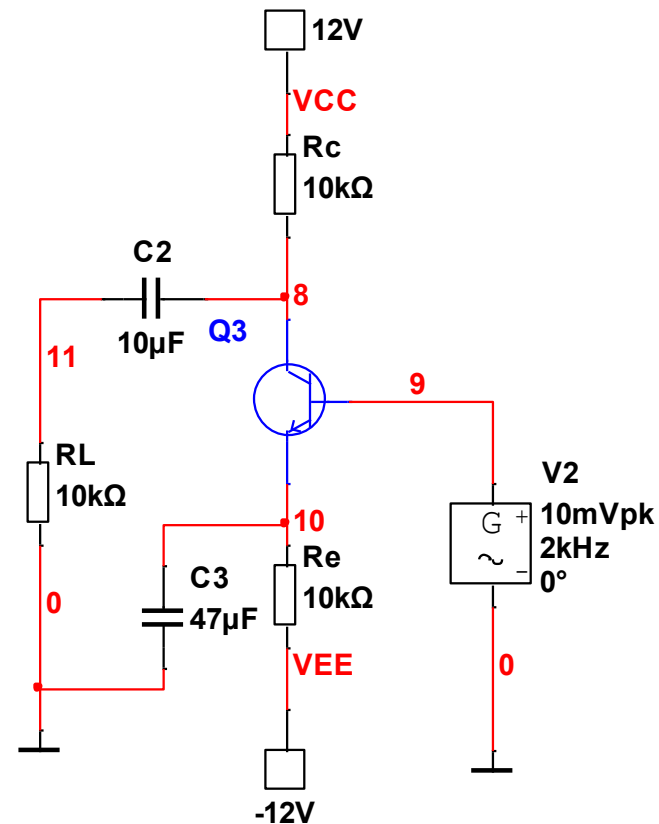 12V
VCC
Rc
10kΩ
C2
8
10µF
Q3
11
9
RL
10kΩ
V2
10mVpk
2kHz
0°
G
+
−
10
Re
10kΩ
C3
47µF
0
VEE
0
-12V